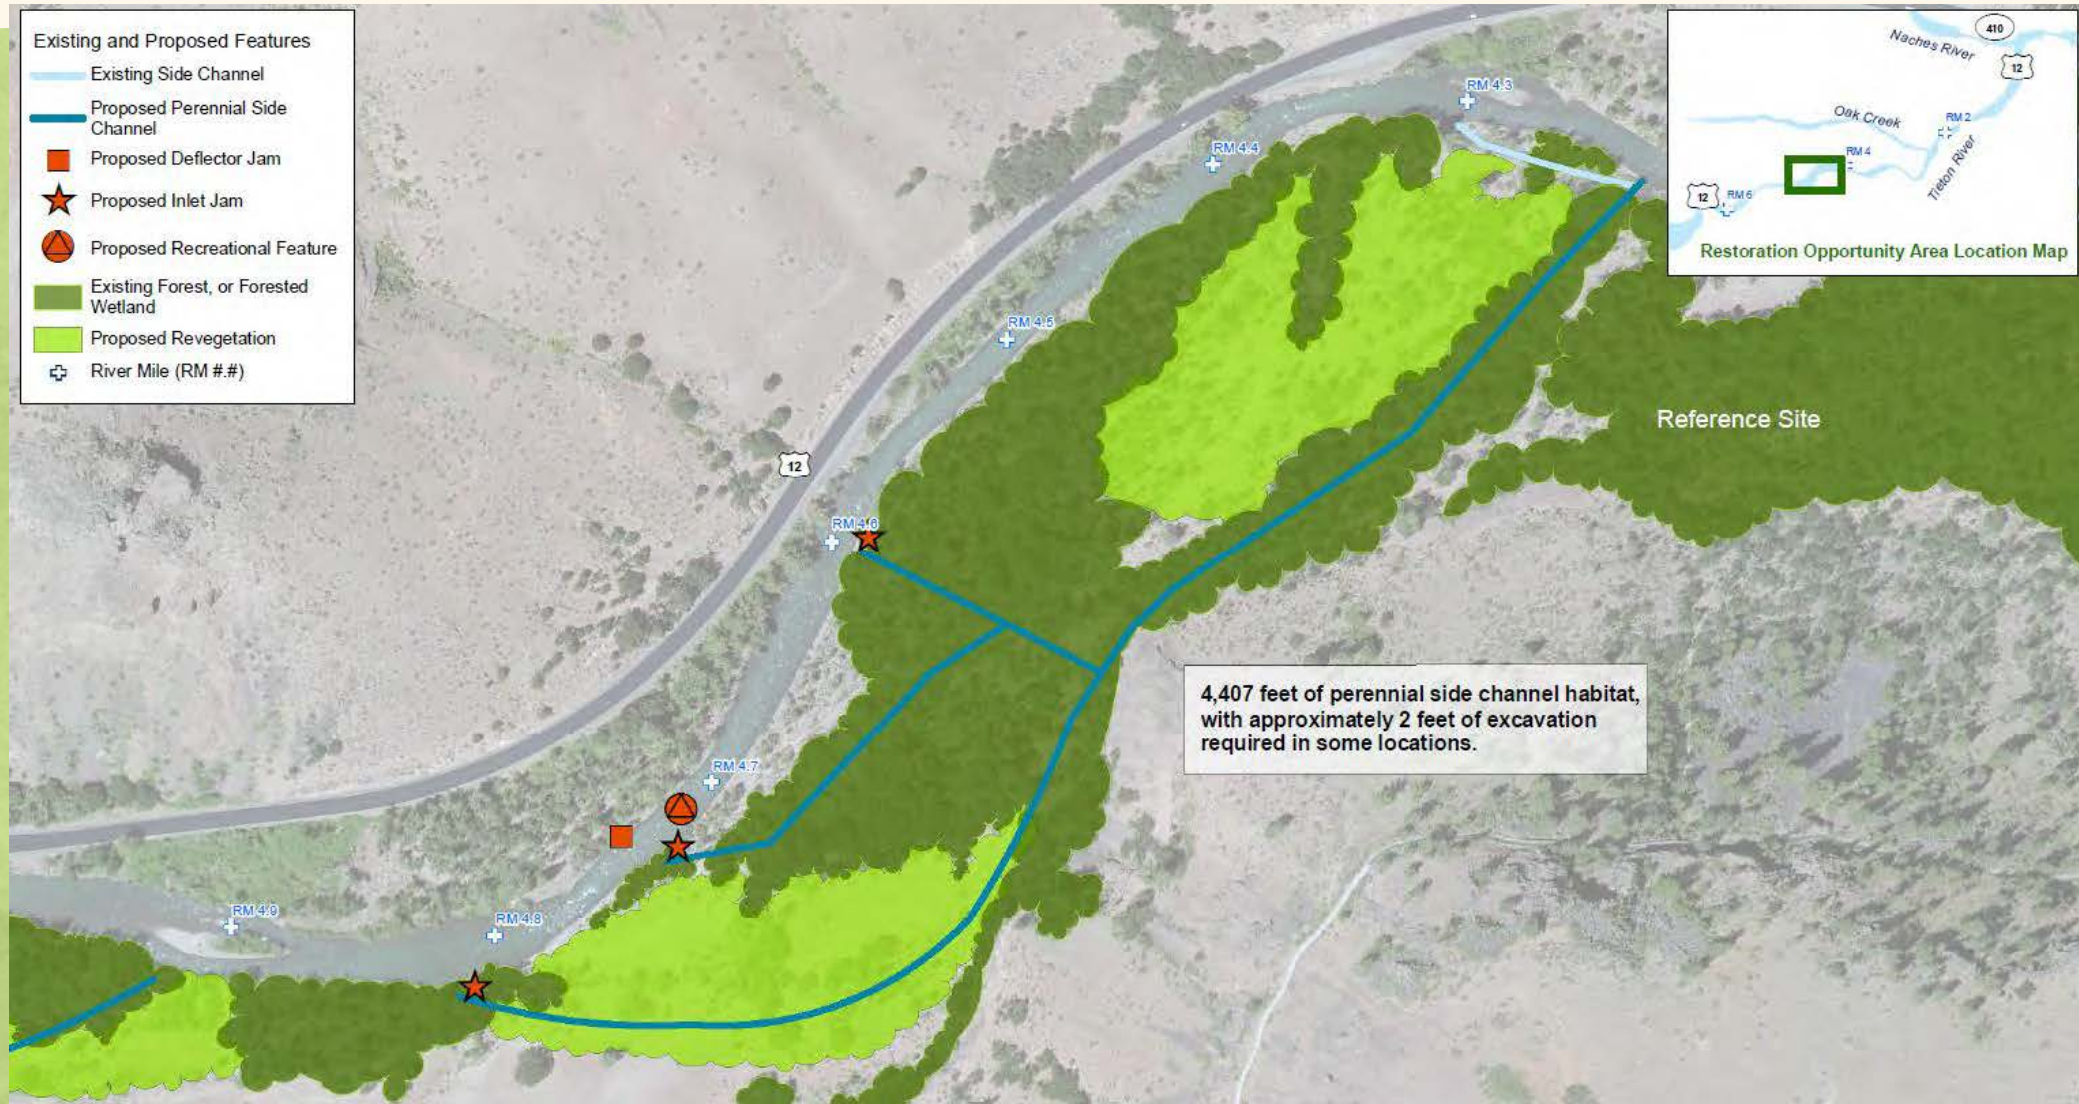 Existing and Proposed Features
Existing Side Channel
Proposed Perennial Side
Channel
Proposed Deflector Jam
Proposed Inlet Jam
Proposed Recreational Feature
Existing Forest, or Forested
Wetland
Proposed Revegetation
River Mile (RM #.#)
410
Naches River
12
Oak Creek
RM 2
RM 4
Tieton River
12
RM 6
Restoration Opportunity Area Location Map
RM 4.3
RM 4.4
RM 4.5
Reference Site
12
RM 4.6
4,407 feet of perennial side channel habitat,
with approximately 2 feet of excavation
required in some locations.
RM 4.7
RM 4.9
RM 4.8